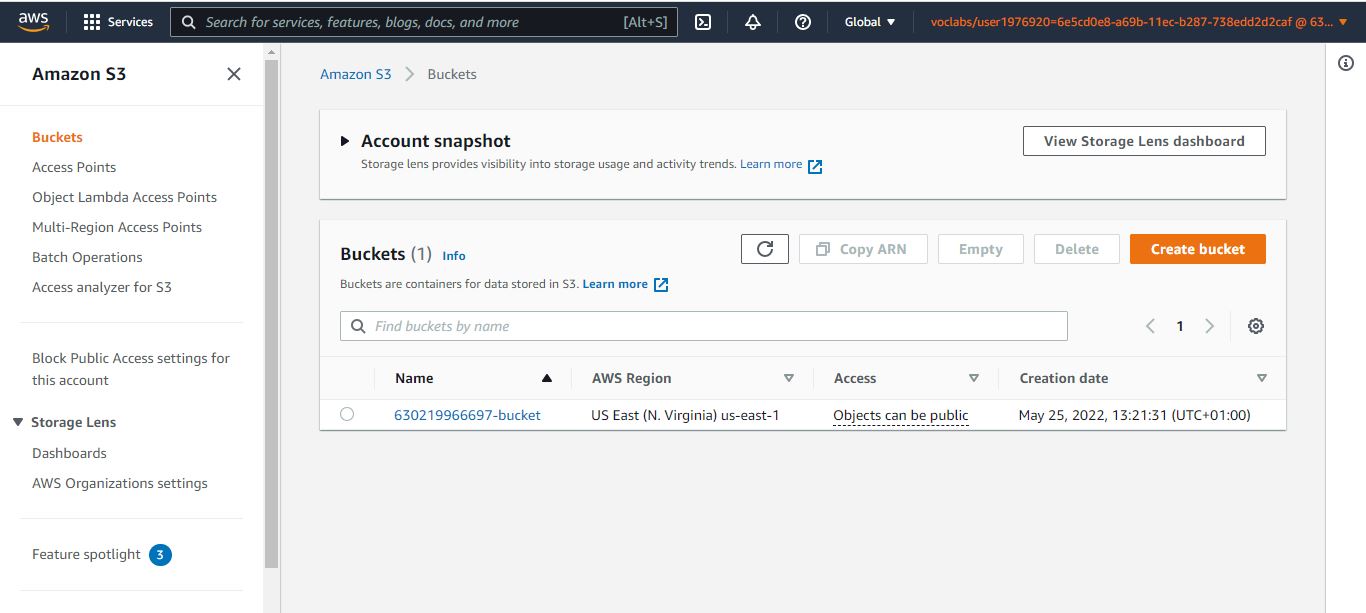 aws
Services
Search for services, features, blogs, docs, and more [Alt+S]
Global
voclabs/user1976920=6e5cd0e8-a69b-11ec-b287-738edd2d2caf @ 63...
Amazon S3
Buckets
Access Points
Object Lambda Access Points
Multi-Region Access Points
Batch Operations
Access analyzer for S3
Block Public Access settings for
this account
Storage Lens
Dashboards
AWS Organizations settings
Feature spotlight 3
Amazon S3 Buckets
Account snapshot
Storage lens provides visibility into storage usage and activity trends. Learn more
View Storage Lens dashboard
Buckets (1) Info
Copy ARN
Empty
Delete
Create bucket
Buckets are containers for data stored in S3. Learn more
Find buckets by name
1
Name AWS Region Access Creation date
630219966697-bucket US East (N. Virginia) us-east-1 Objects can be public May 25, 2022, 13:21:31 (UTC+01:00)